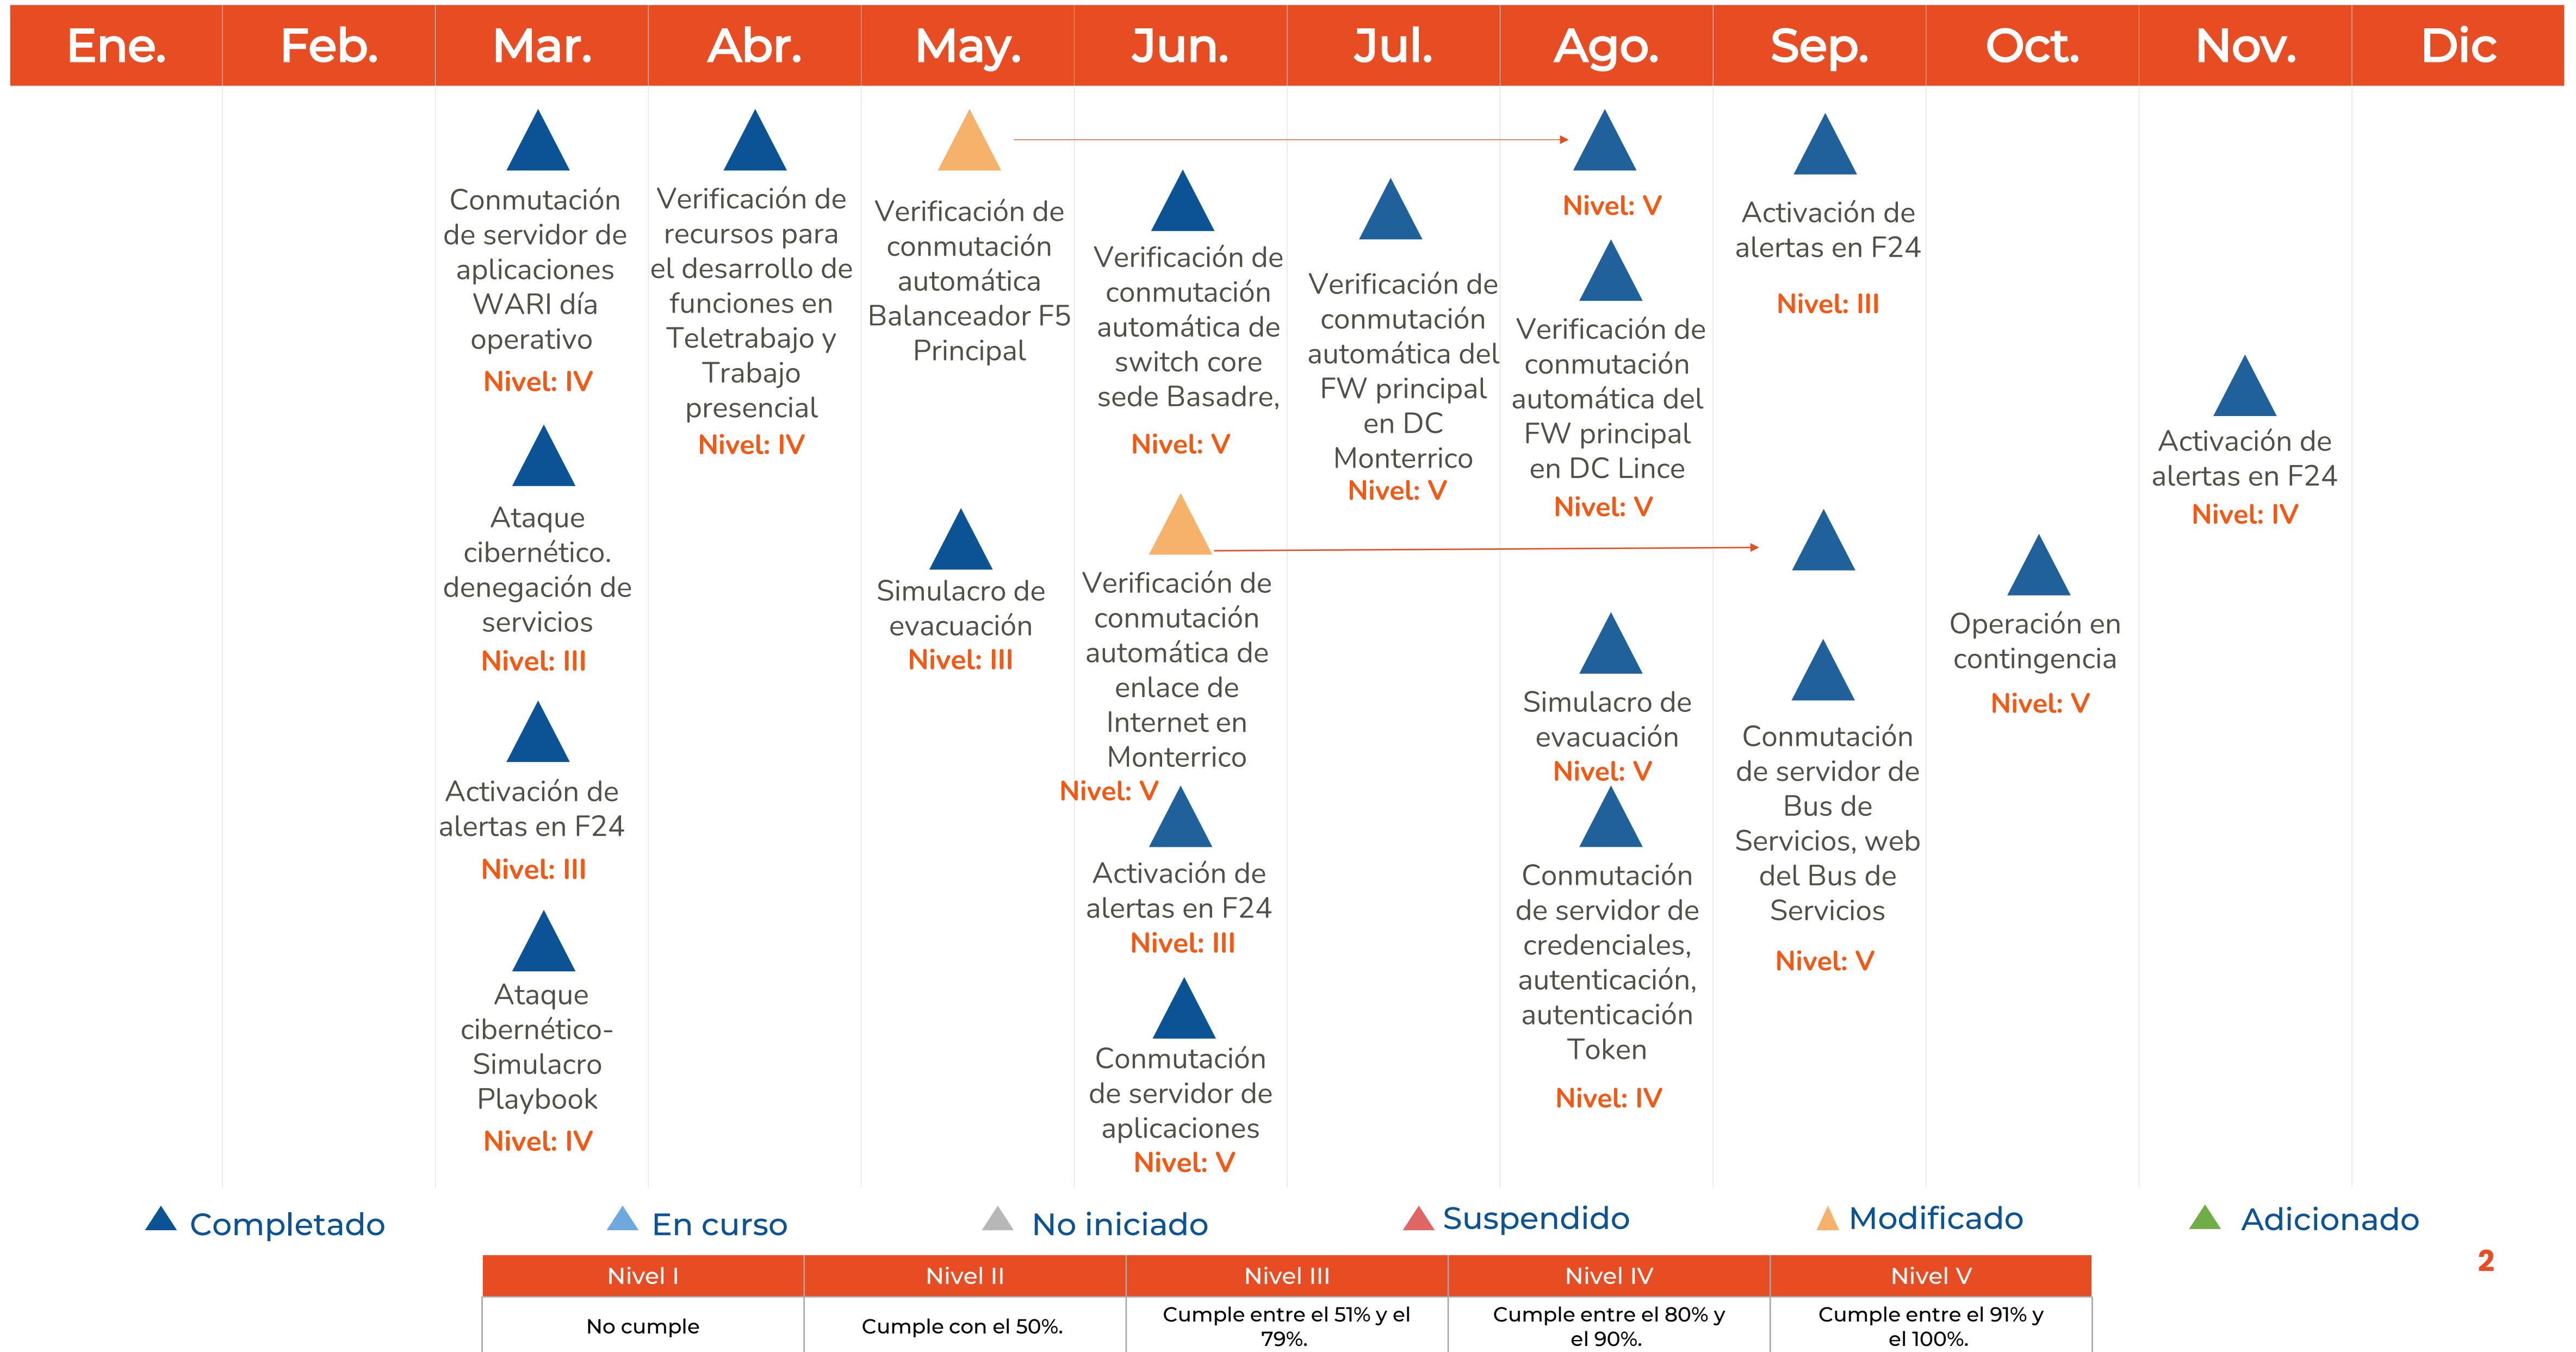 Ene. Feb. Mar. Abr. May. Jun. Jul. Ago. Sep. Oct. Nov. Dic
Conmutación
de servidor de
aplicaciones
WARI día
operativo
Nivel: IV
Ataque
cibernético.
denegación de
servicios
Nivel: III
Activación de
alertas en F24
Nivel: III
Ataque
cibernético-
Simulacro
Playbook
Nivel: IV
Verificación de
recursos para
el desarrollo de
funciones en
Teletrabajo y
Trabajo
presencial
Nivel: IV
Verificación de
conmutación
automática
Balanceador F5
Principal
Simulacro de
evacuación
Nivel: III
Verificación de
conmutación
automática de
switch core
sede Basadre,
Nivel: V
Verificación de
conmutación
automática de
enlace de
Internet en
Monterrico
Nivel: V
Activación de
alertas en F24
Nivel: III
Conmutación
de servidor de
aplicaciones
Nivel: V
Verificación de
conmutación
automática del
FW principal
en DC
Monterrico
Nivel: V
Nivel: V
Verificación de
conmutación
automática del
FW principal
en DC Lince
Nivel: V
Simulacro de
evacuación
Nivel: V
Conmutación
de servidor de
credenciales,
autenticación,
autenticación
Token
Nivel: IV
Activación de
alertas en F24
Nivel: III
Conmutación
de servidor de
Bus de
Servicios, web
del Bus de
Servicios
Nivel: V
Operación en
contingencia
Nivel: V
Activación de
alertas en F24
Nivel: IV
Completado En curso No iniciado Suspendido Modificado Adicionado
2
Nivel I Nivel II Nivel III Nivel IV Nivel V
No cumple
Cumple con el 50%.
Cumple entre el 51% y el
79%.
Cumple entre el 80% y
el 90%.
Cumple entre el 91% y
el 100%.